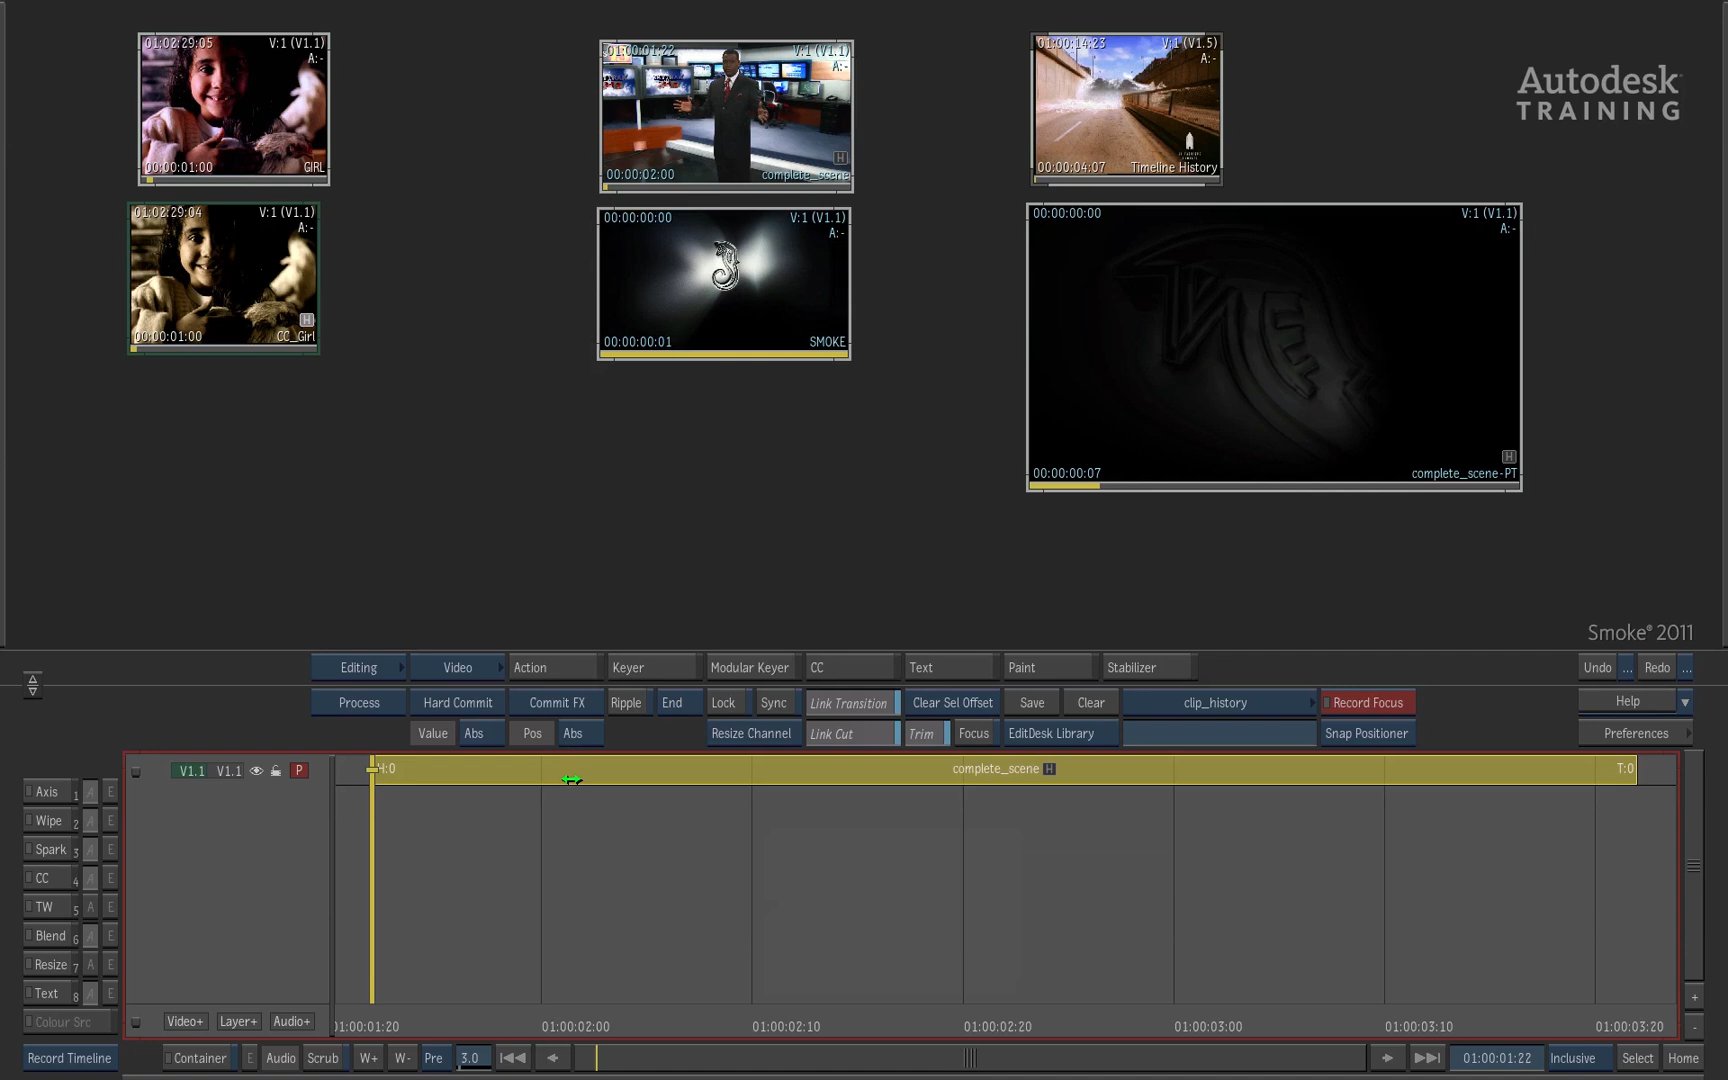 01:02:29:05 V:1 (V1.1)
A:-
00:00:01:00 GIRL
01:00:01:22 V:1 (V1.1)
A:-
00:00:02:00 complete_scene
H
01:00:14:23 V:1 (V1.5)
A:-
00:00:04:07 Timeline History
Autodesk
TRAINING
01:02:29:04 V:1 (V1.1)
A:-
H
00:00:01:00 CC_Girl
00:00:00:00 V:1 (V1.1)
A:-
00:00:00:01 SMOKE
00:00:00:00 V:1 (V1.1)
A:-
H
00:00:00:07 complete_scene-PT
Smoke® 2011
Editing Video Action Keyer Modular Keyer CC Text Paint Stabilizer Undo ... Redo ...
Process Hard Commit Commit FX Ripple End Lock Sync Link Transition Clear Sel Offset Save Clear clip_history Record Focus Help
Value Abs Pos Abs Resize Channel Link Cut Trim Focus EditDesk Library Snap Positioner Preferences
V1.1 V1.1 P H:0 complete_scene H T:0
Axis 1 A E
Wipe 2 A E
Spark 3 A E
CC 4 A E
TW 5 A E
Blend 6 A E
Resize 7 A E
Text 8 A E
Colour Src Video+ Layer+ Audio+ 01:00:01:20 01:00:02:00 01:00:02:10 01:00:02:20 01:00:03:00 01:00:03:10 01:00:03:20
+
-
Record Timeline Container E Audio Scrub W+ W- Pre 3.0 01:00:01:22 Inclusive Select Home